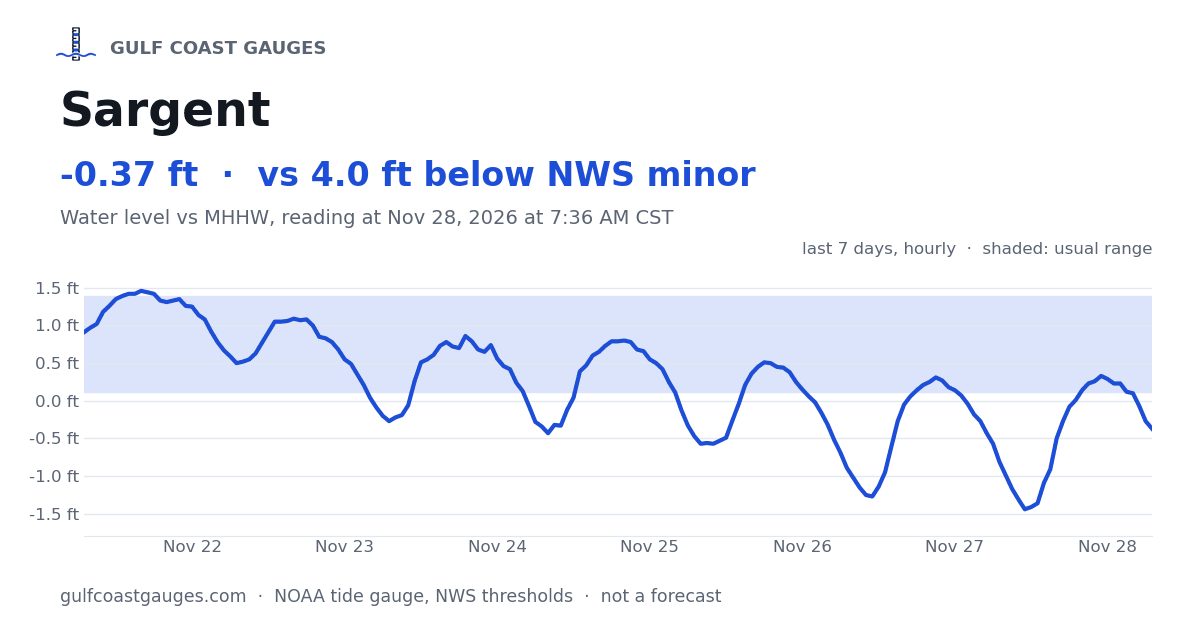 GULF COAST GAUGES
Sargent
-0.37 ft · vs 4.0 ft below NWS minor
Water level vs MHHW, reading at Nov 28, 2026 at 7:36 AM CST
last 7 days, hourly · shaded: usual range
1.5 ft
1.0 ft
0.5 ft
0.0 ft
-0.5 ft
-1.0 ft
-1.5 ft
Nov 22 Nov 23 Nov 24 Nov 25 Nov 26 Nov 27 Nov 28
gulfcoastgauges.com · NOAA tide gauge, NWS thresholds · not a forecast